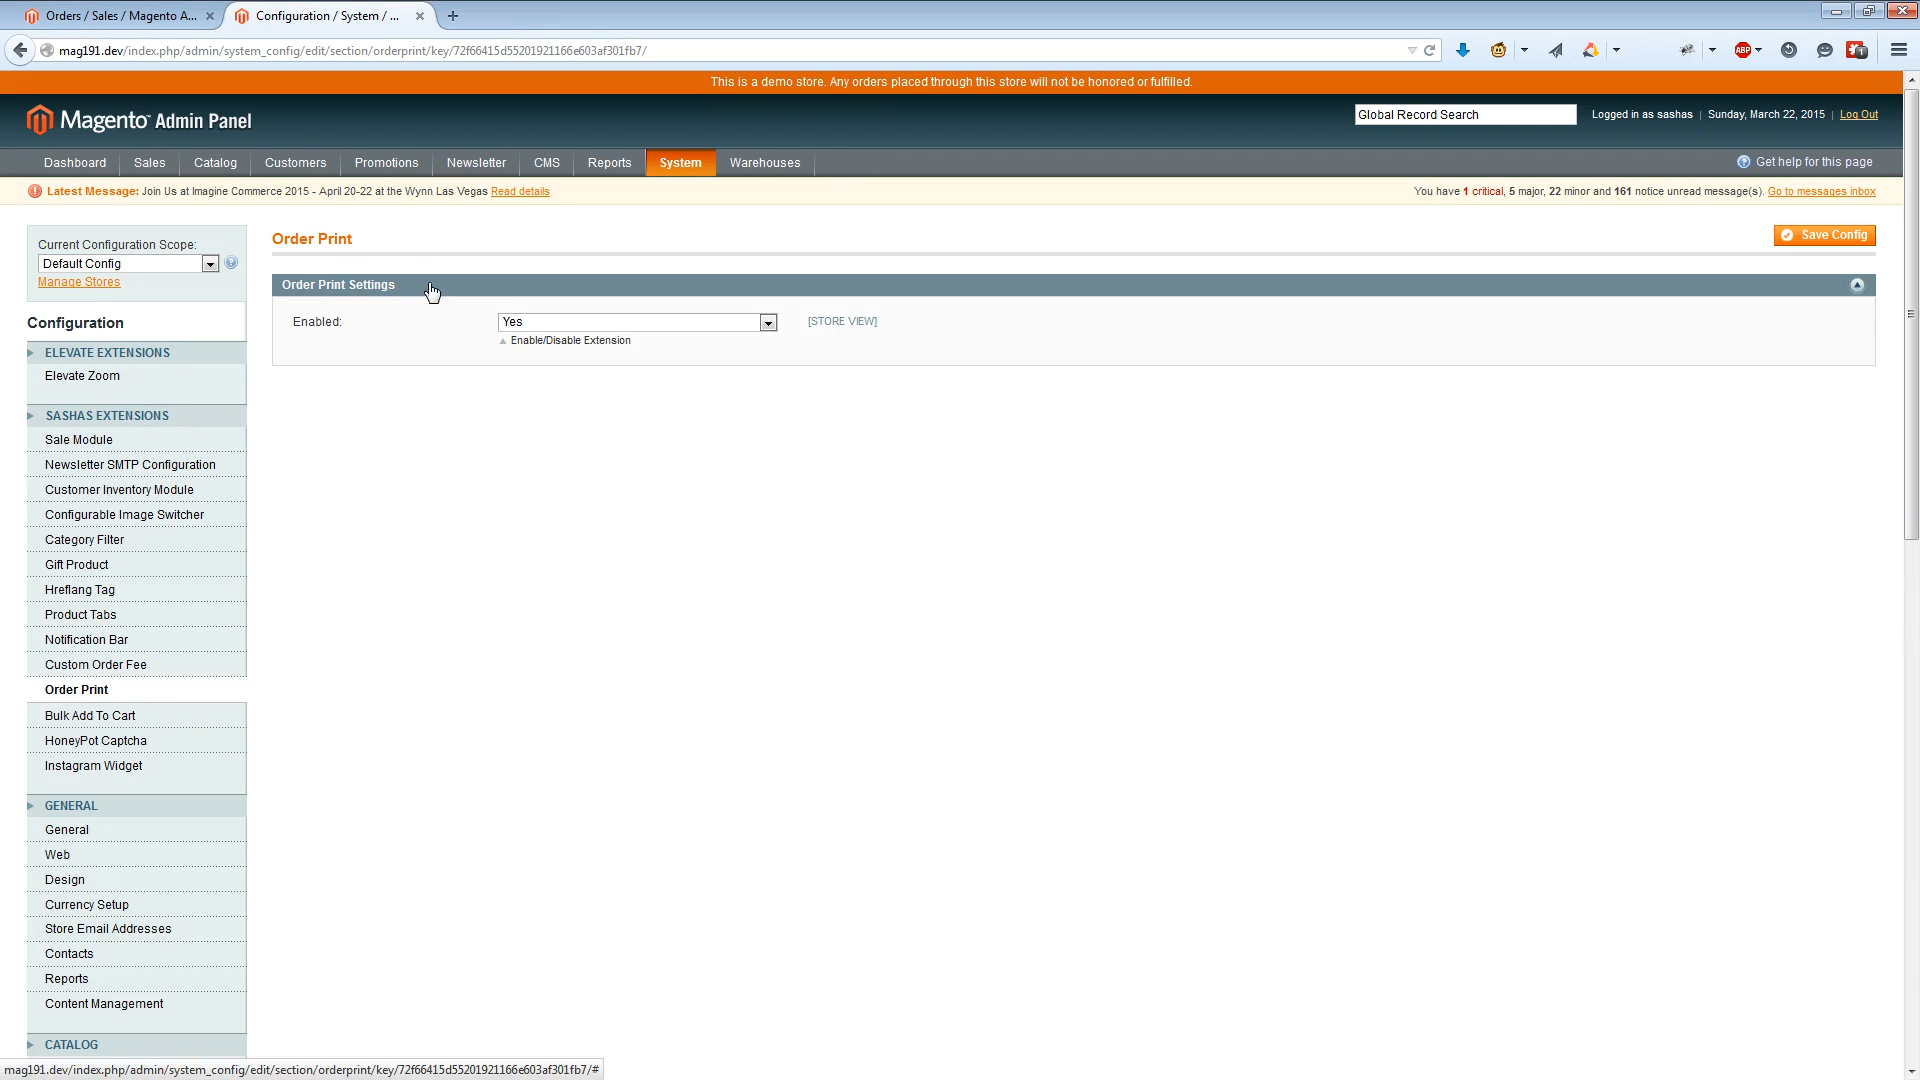 Orders / Sales / Magento A...
Configuration / System / ...
mag191.dev/index.php/admin/system_config/edit/section/orderprint/key/72f66415d55201921166e603af301fb7/
ABP
1
This is a demo store. Any orders placed through this store will not be honored or fulfilled.
Magento Admin Panel
Global Record Search
Logged in as sashas | Sunday, March 22, 2015 | Log Out
Dashboard
Sales
Catalog
Customers
Promotions
Newsletter
CMS
Reports
System
Warehouses
Get help for this page
Latest Message: Join Us at Imagine Commerce 2015 - April 20-22 at the Wynn Las Vegas Read details
You have 1 critical, 5 major, 22 minor and 161 notice unread message(s). Go to messages inbox
Current Configuration Scope:
Default Config
Manage Stores
Configuration
ELEVATE EXTENSIONS
Elevate Zoom
SASHAS EXTENSIONS
Sale Module
Newsletter SMTP Configuration
Customer Inventory Module
Configurable Image Switcher
Category Filter
Gift Product
Hreflang Tag
Product Tabs
Notification Bar
Custom Order Fee
Order Print
Bulk Add To Cart
HoneyPot Captcha
Instagram Widget
GENERAL
General
Web
Design
Currency Setup
Store Email Addresses
Contacts
Reports
Content Management
CATALOG
Order Print
Save Config
Order Print Settings
Enabled:
Yes
[STORE VIEW]
Enable/Disable Extension
mag191.dev/index.php/admin/system_config/edit/section/orderprint/key/72f66415d55201921166e603af301fb7/#